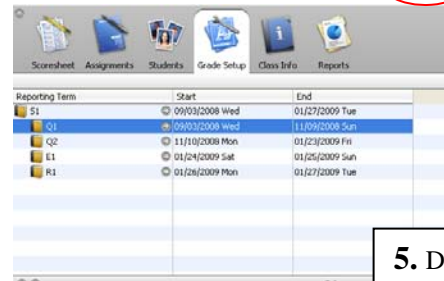 Scoresheet Assignments Students Grade Setup Class Info Reports
Reporting Term Start End
S1 09/03/2008 Wed 01/27/2009 Tue
Q1 09/03/2008 Wed 11/09/2008 Sun
Q2 11/10/2008 Mon 01/23/2009 Fri
E1 01/24/2009 Sat 01/25/2009 Sun
R1 01/26/2009 Mon 01/27/2009 Tue
5. D